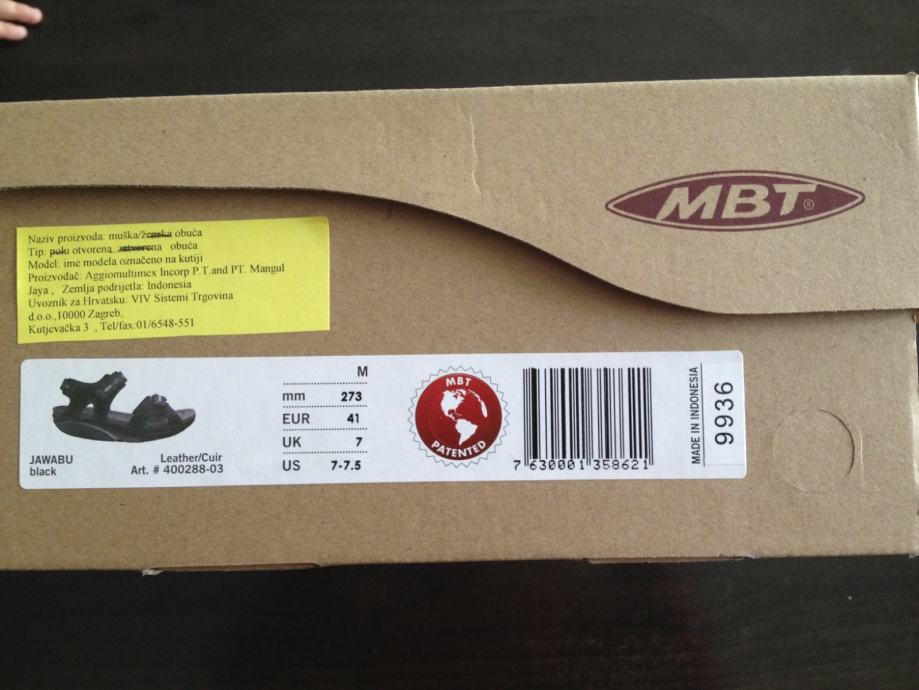 MBT®
Naziv proizvoda: muška/ženska obuća
Tip: polu otvorena zatvorena obuća
Model: ime modela označeno na kutiji
Proizvođač: Aggiomultimex Incorp P.T.and PT. Mangul
Jaya , Zemlja podrijetla: Indonesia
Uvoznik za Hrvatsku: VIV Sistemi Trgovina
d.o.o.,10000 Zagreb,
Kutjevačka 3 , Tel/fax:01/6548-551
JAWABU
black
Leather/Cuir
Art. # 400288-03
M
mm 273
EUR 41
UK 7
US 7-7.5
MBT
PATENTED
7 630001 358621
MADE IN INDONESIA
9936